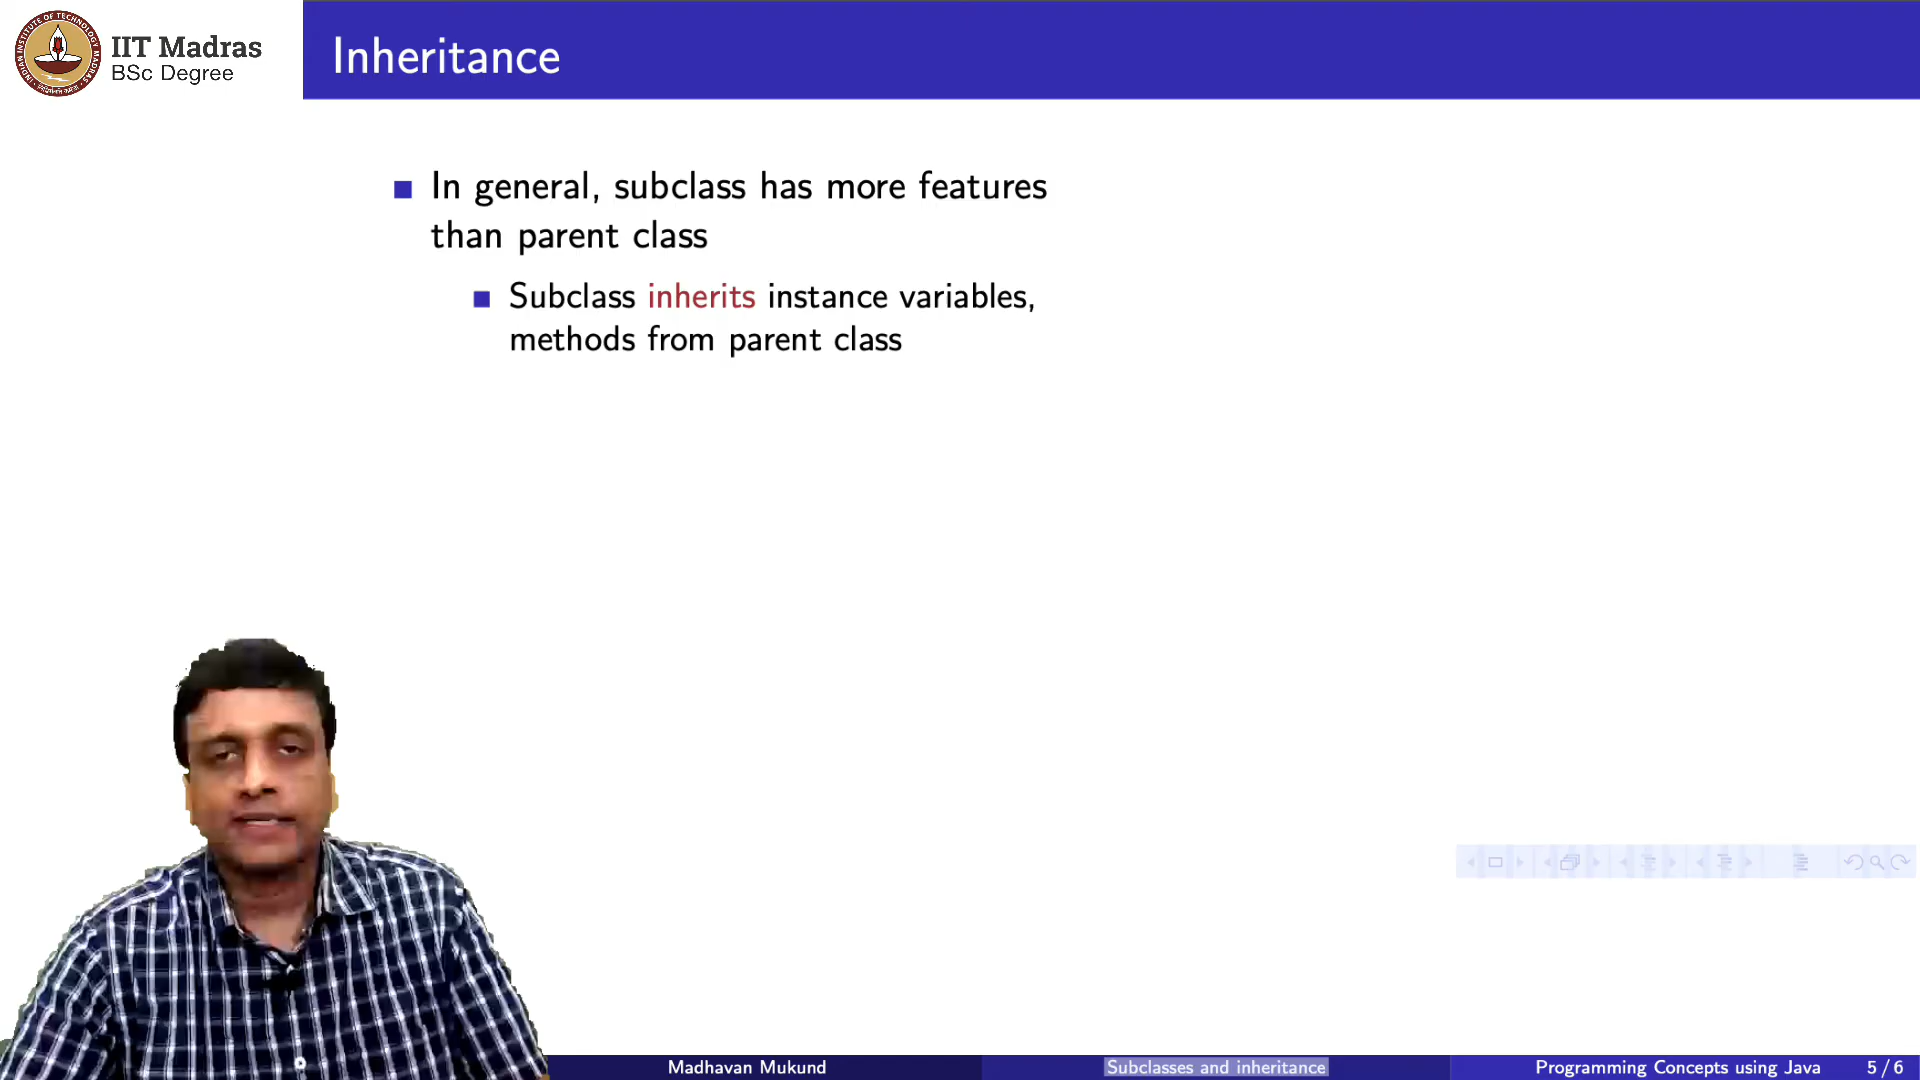 IIT Madras
BSc Degree
Inheritance
In general, subclass has more features
than parent class
Subclass inherits instance variables,
methods from parent class
Madhavan Mukund
Subclasses and inheritance
Programming Concepts using Java
5 / 6